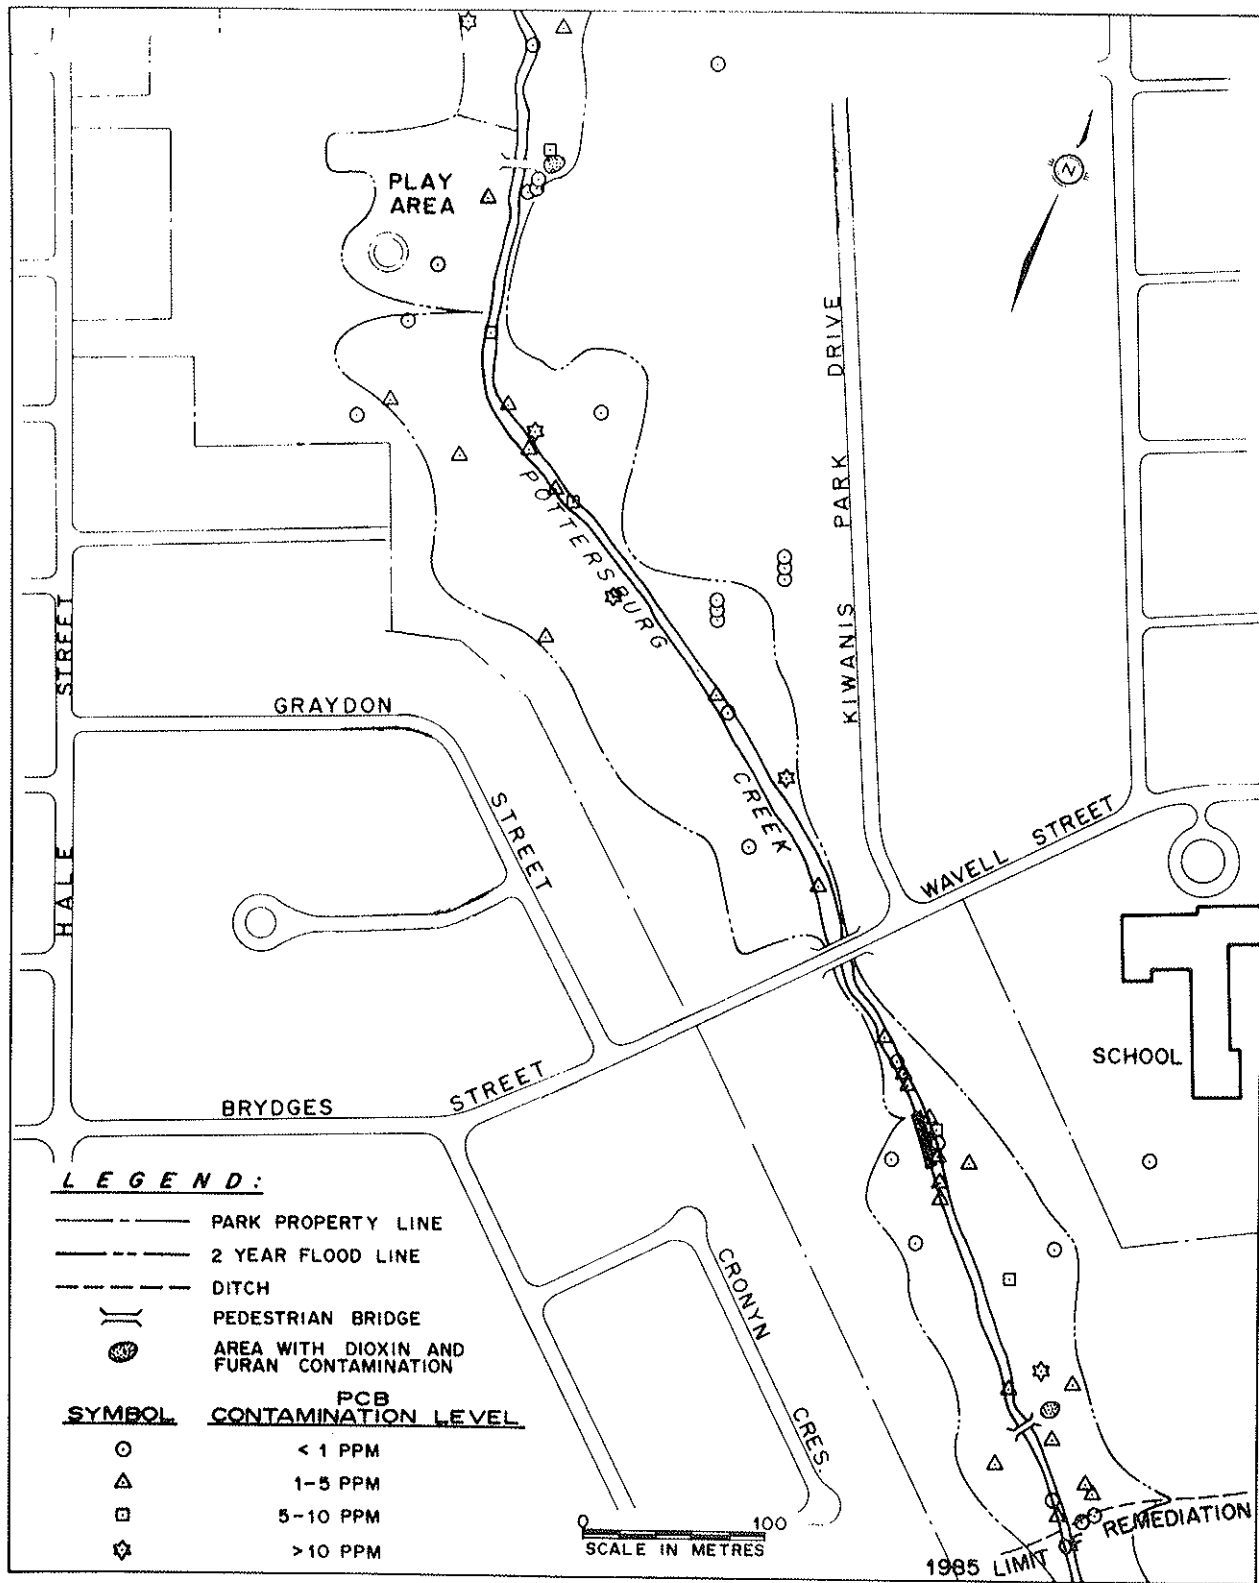 PLAY
AREA
N
KIWANIS PARK DRIVE
POTTERSBURG
CREEK
HALE STREET
GRAYDON
STREET
WAVELL STREET
SCHOOL
BRYDGES
STREET
CRONYN
CRES.
LEGEND:
PARK PROPERTY LINE
2 YEAR FLOOD LINE
DITCH
PEDESTRIAN BRIDGE
AREA WITH DIOXIN AND
FURAN CONTAMINATION
PCB
SYMBOL CONTAMINATION LEVEL
< 1 PPM
1-5 PPM
5-10 PPM
>10 PPM
0 100
SCALE IN METRES
1985 LIMIT REMEDIATION